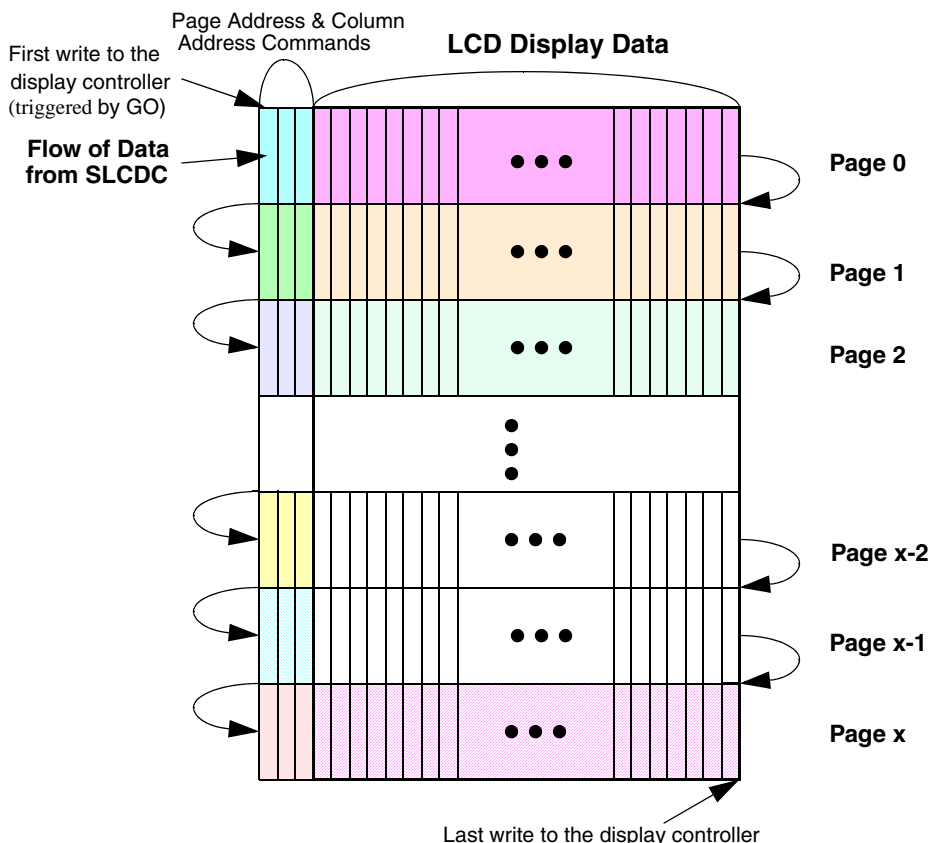 Page Address & Column
Address Commands
LCD Display Data
First write to the
display controller
(triggered by GO)
Flow of Data
from SLCDC
Page 0
Page 1
Page 2
Page x-2
Page x-1
Page x
Last write to the display controller